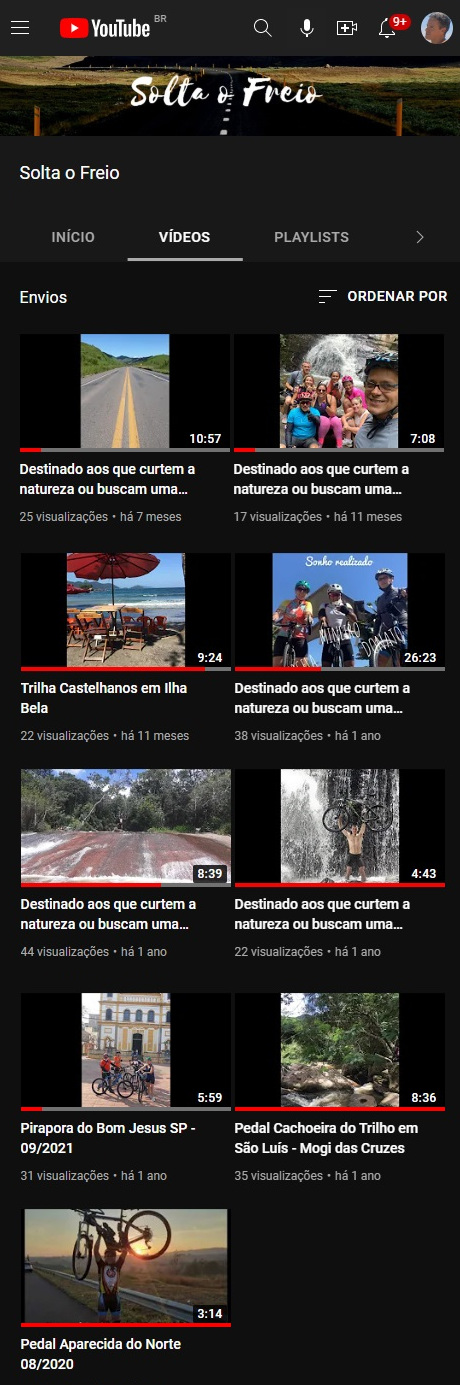 YouTube BR
9+
Solta o Freio
Solta o Freio
INÍCIO VÍDEOS PLAYLISTS
Envios ORDENAR POR
10:57
Destinado aos que curtem a
natureza ou buscam uma...
25 visualizações • há 7 meses
7:08
Destinado aos que curtem a
natureza ou buscam uma...
17 visualizações • há 11 meses
9:24
Trilha Castelhanos em Ilha
Bela
22 visualizações • há 11 meses
Sonho realizado
DONATO
26:23
Destinado aos que curtem a
natureza ou buscam uma...
38 visualizações • há 1 ano
8:39
Destinado aos que curtem a
natureza ou buscam uma...
44 visualizações • há 1 ano
4:43
Destinado aos que curtem a
natureza ou buscam uma...
22 visualizações • há 1 ano
5:59
Pirapora do Bom Jesus SP -
09/2021
31 visualizações • há 1 ano
8:36
Pedal Cachoeira do Trilho em
São Luís - Mogi das Cruzes
35 visualizações • há 1 ano
3:14
Pedal Aparecida do Norte
08/2020